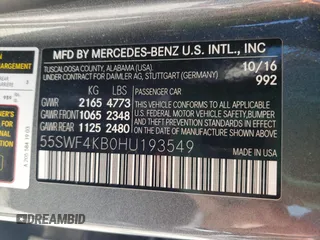 MFD BY MERCEDES-BENZ U.S. INTL., INC
TUSCALOOSA COUNTY, ALABAMA (USA)
UNDER CONTRACT FOR DAIMLER AG, STUTTGART (GERMANY)
10/16
992
KG LBS PASSENGER CAR
GVWR 2165 4773
GAWR FRONT 1065 2348
GAWR REAR 1125 2480
THIS VEHICLE CONFORMS TO ALL APPLICABLE
U.S. FEDERAL MOTOR VEHICLE SAFETY, BUMPER,
AND THEFT PREVENTION STANDARDS IN EFFECT
ON THE DATE OF MANUFACTURE SHOWN ABOVE.
55SWF4KB0HU193549
DREAMBID